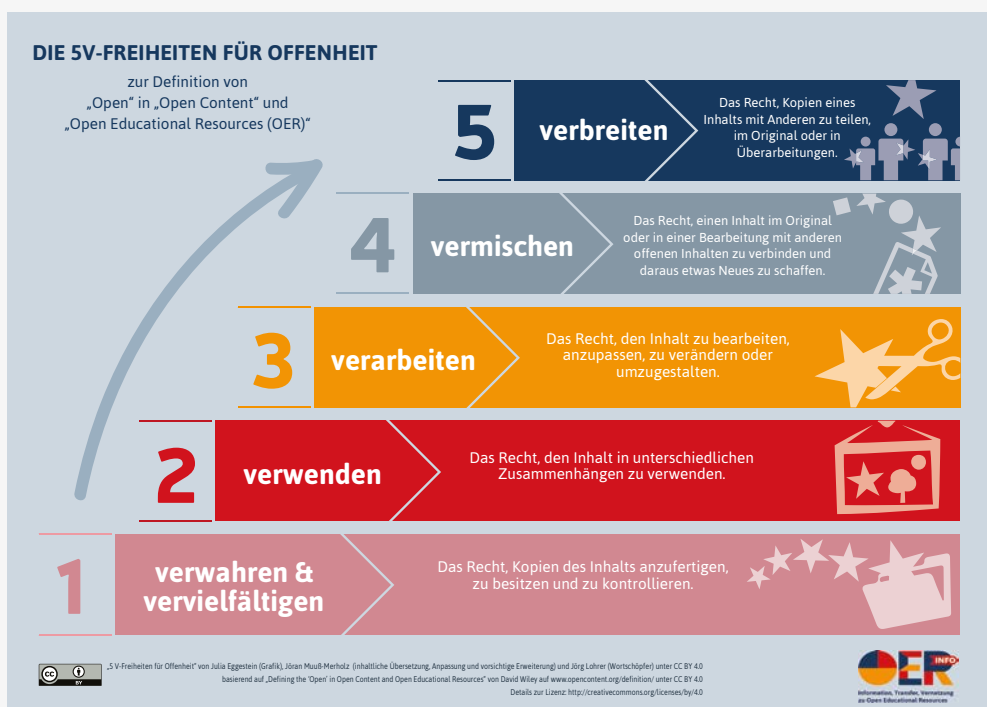 DIE 5V-FREIHEITEN FÜR OFFENHEIT
zur Definition von
„Open“ in „Open Content“ und
„Open Educational Resources (OER)“
5
verbreiten
Das Recht, Kopien eines
Inhalts mit Anderen zu teilen,
im Original oder in
Überarbeitungen.
4
vermischen
Das Recht, einen Inhalt im Original
oder in einer Bearbeitung mit anderen
offenen Inhalten zu verbinden und
daraus etwas Neues zu schaffen.
3
verarbeiten
Das Recht, den Inhalt zu bearbeiten,
anzupassen, zu verändern oder
umzugestalten.
2
verwenden
Das Recht, den Inhalt in unterschiedlichen
Zusammenhängen zu verwenden.
1
verwahren &
vervielfältigen
Das Recht, Kopien des Inhalts anzufertigen,
zu besitzen und zu kontrollieren.
cc
BY
„5 V-Freiheiten für Offenheit“ von Julia Eggestein (Grafik), Jöran Muuß-Merholz (inhaltliche Übersetzung, Anpassung und vorsichtige Erweiterung) und Jörg Lohrer (Wortschöpfer) unter CC BY 4.0
basierend auf „Defining the 'Open' in Open Content and Open Educational Resources“ von David Wiley auf www.opencontent.org/definition/ unter CC BY 4.0
Details zur Lizenz: http://creativecommons.org/licenses/by/4.0
OER
INFO
Information, Transfer, Vernetzung
zu Open Educational Resources